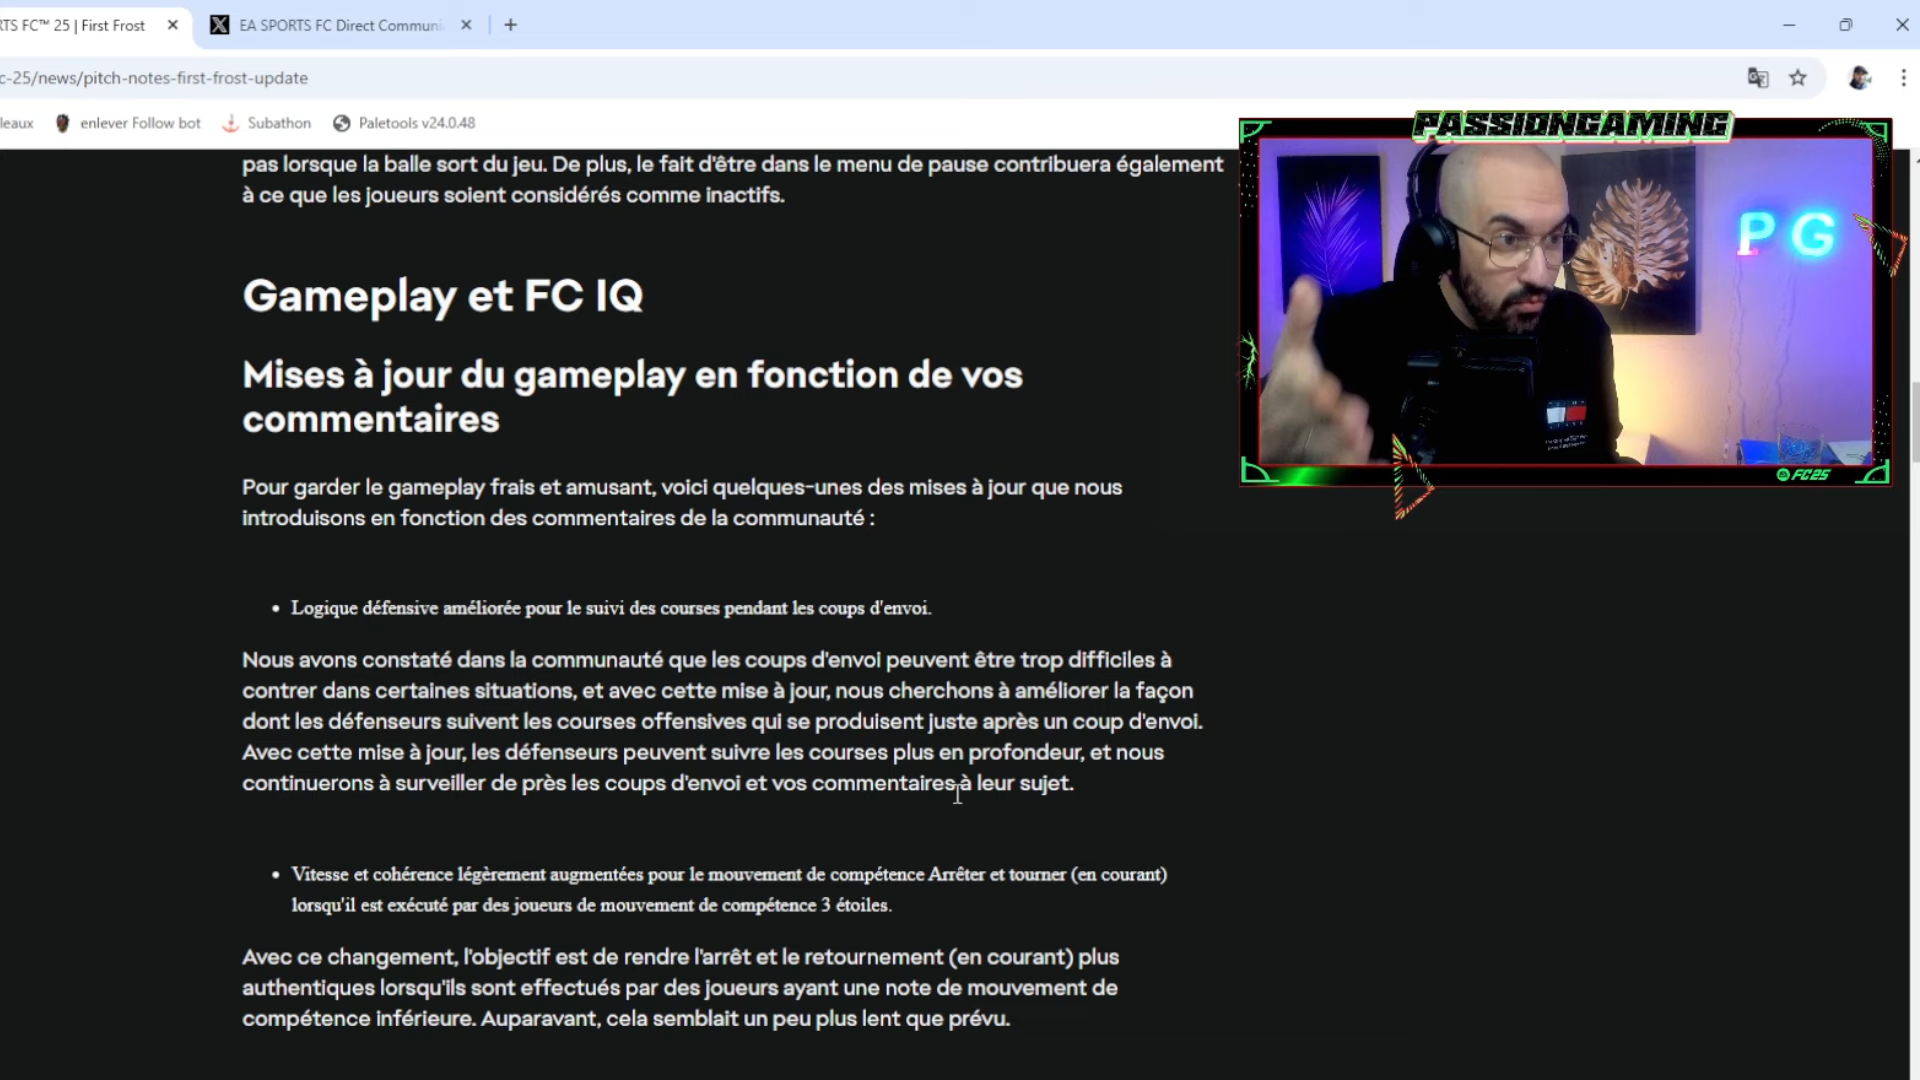 TS FC™ 25 | First Frost
EA SPORTS FC Direct Communi
c-25/news/pitch-notes-first-frost-update
leaux
enlever Follow bot
Subathon
Paletools v24.0.48
PASSIONGAMING
pas lorsque la balle sort du jeu. De plus, le fait d'être dans le menu de pause contribuera également
à ce que les joueurs soient considérés comme inactifs.
P G
Gameplay et FC IQ
Mises à jour du gameplay en fonction de vos
commentaires
FC25
Pour garder le gameplay frais et amusant, voici quelques-unes des mises à jour que nous
introduisons en fonction des commentaires de la communauté :
• Logique défensive améliorée pour le suivi des courses pendant les coups d'envoi.
Nous avons constaté dans la communauté que les coups d'envoi peuvent être trop difficiles à
contrer dans certaines situations, et avec cette mise à jour, nous cherchons à améliorer la façon
dont les défenseurs suivent les courses offensives qui se produisent juste après un coup d'envoi.
Avec cette mise à jour, les défenseurs peuvent suivre les courses plus en profondeur, et nous
continuerons à surveiller de près les coups d'envoi et vos commentaires à leur sujet.
• Vitesse et cohérence légèrement augmentées pour le mouvement de compétence Arrêter et tourner (en courant)
lorsqu'il est exécuté par des joueurs de mouvement de compétence 3 étoiles.
Avec ce changement, l'objectif est de rendre l'arrêt et le retournement (en courant) plus
authentiques lorsqu'ils sont effectués par des joueurs ayant une note de mouvement de
compétence inférieure. Auparavant, cela semblait un peu plus lent que prévu.